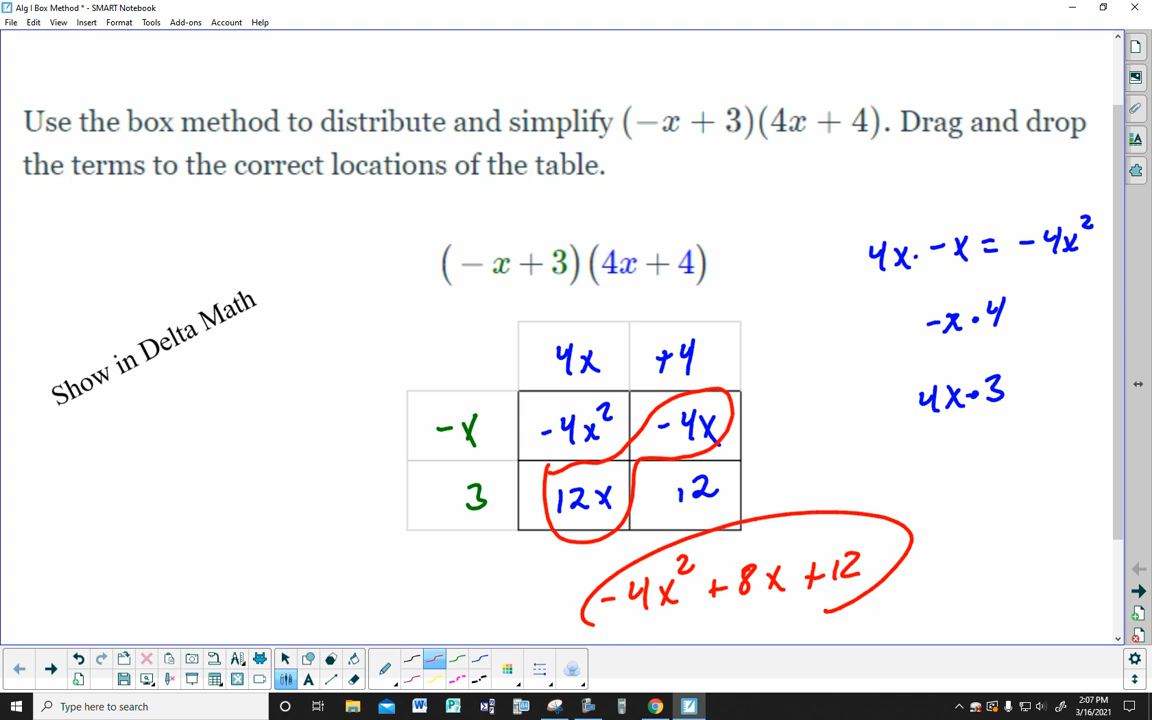 Alg I Box Method * - SMART Notebook
File Edit View Insert Format Tools Add-ons Account Help
Use the box method to distribute and simplify (−x + 3)(4x + 4). Drag and drop
the terms to the correct locations of the table.
(−x + 3)(4x + 4)
Show in Delta Math
4x +4
-x -4x² -4x
3 12x 12
-4x² +8x +12
4x· -x = -4x²
-x · 4
4x · 3
Type here to search
2:07 PM
3/16/2021